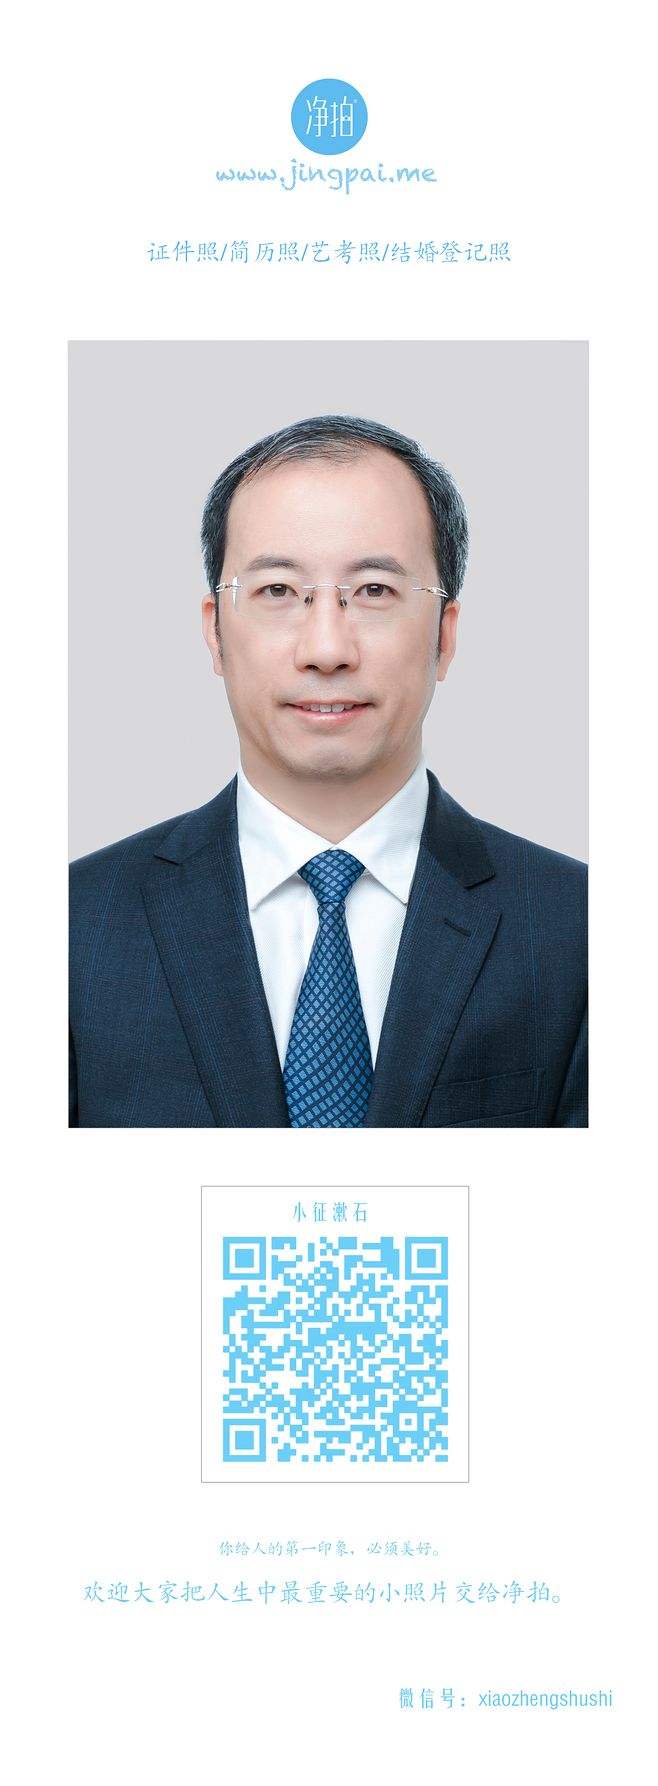 净拍
www.jingpai.me
证件照/简历照/艺考照/结婚登记照
小征漱石
你给人的第一印象，必须美好。
欢迎大家把人生中最重要的小照片交给净拍。
微信号：xiaozhengshushi